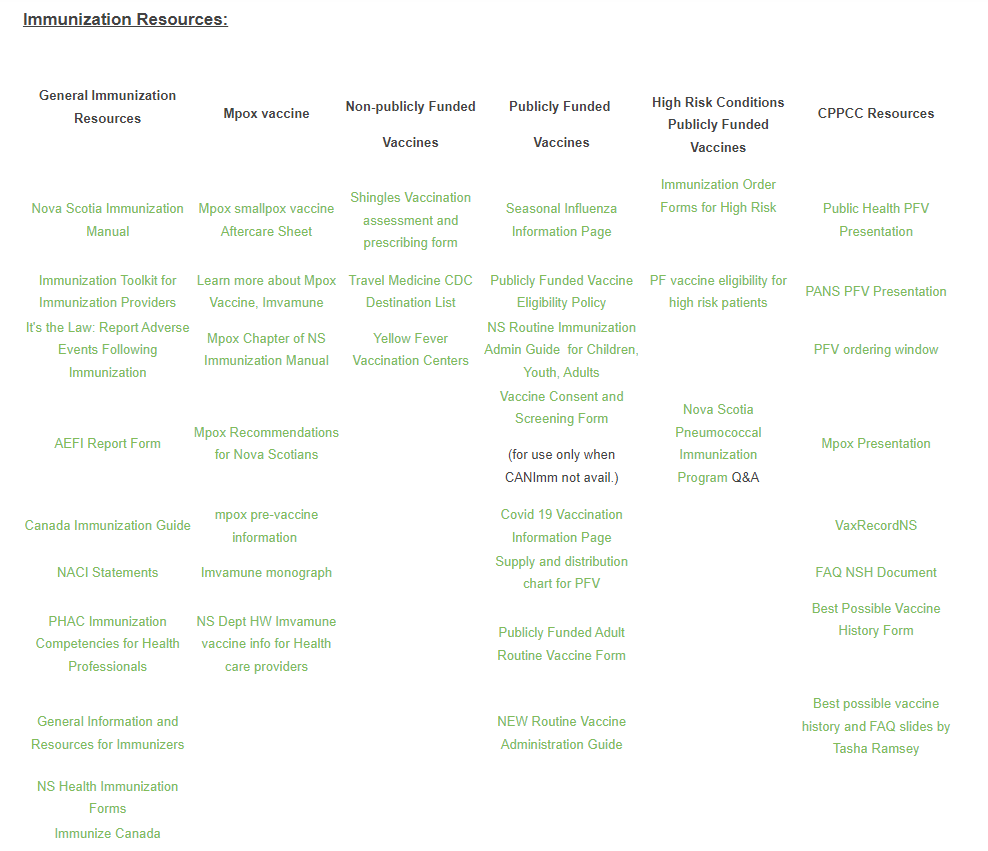 Immunization Resources:
General Immunization
Resources
Mpox vaccine
Non-publicly Funded
Vaccines
Publicly Funded
Vaccines
High Risk Conditions
Publicly Funded
Vaccines
CPPCC Resources
Nova Scotia Immunization
Manual
Mpox smallpox vaccine
Aftercare Sheet
Shingles Vaccination
assessment and
prescribing form
Seasonal Influenza
Information Page
Immunization Order
Forms for High Risk
Public Health PFV
Presentation
Immunization Toolkit for
Immunization Providers
Learn more about Mpox
Vaccine, Imvamune
Travel Medicine CDC
Destination List
Publicly Funded Vaccine
Eligibility Policy
PF vaccine eligibility for
high risk patients
PANS PFV Presentation
It's the Law: Report Adverse
Events Following
Immunization
Mpox Chapter of NS
Immunization Manual
Yellow Fever
Vaccination Centers
NS Routine Immunization
Admin Guide  for Children,
Youth, Adults
PFV ordering window
AEFI Report Form
Mpox Recommendations
for Nova Scotians
Vaccine Consent and
Screening Form
(for use only when
CANImm not avail.)
Nova Scotia
Pneumococcal
Immunization
Program Q&A
Mpox Presentation
Canada Immunization Guide
mpox pre-vaccine
information
Covid 19 Vaccination
Information Page
VaxRecordNS
NACI Statements
Imvamune monograph
Supply and distribution
chart for PFV
FAQ NSH Document
PHAC Immunization
Competencies for Health
Professionals
NS Dept HW Imvamune
vaccine info for Health
care providers
Publicly Funded Adult
Routine Vaccine Form
Best Possible Vaccine
History Form
General Information and
Resources for Immunizers
NEW Routine Vaccine
Administration Guide
Best possible vaccine
history and FAQ slides by
Tasha Ramsey
NS Health Immunization
Forms
Immunize Canada